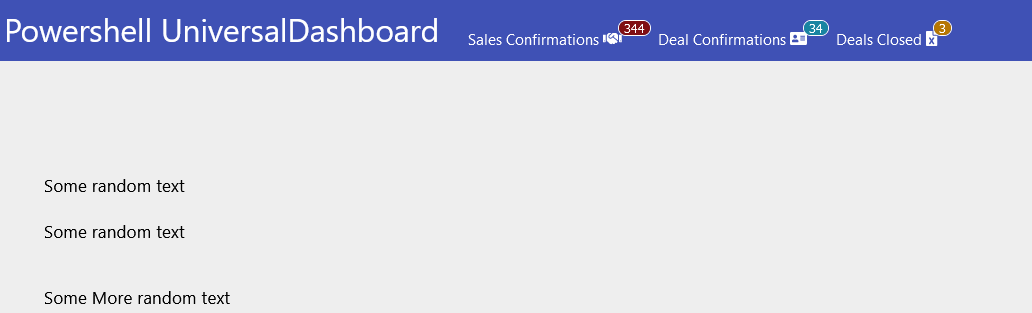 Powershell UniversalDashboard Sales Confirmations 344 Deal Confirmations 34 Deals Closed 3
Some random text
Some random text
Some More random text